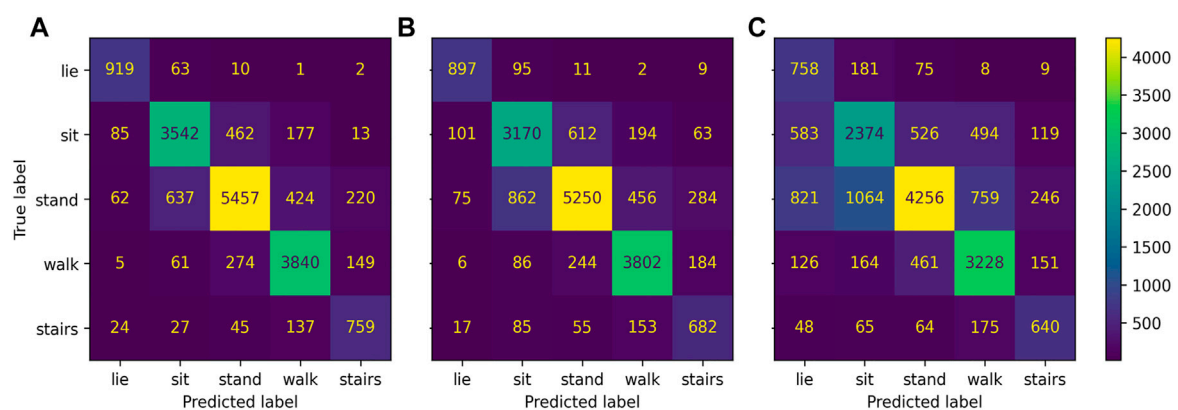 A B C
lie 919 63 10 1 2 897 95 11 2 9 758 181 75 8 9
sit 85 3542 462 177 13 101 3170 612 194 63 583 2374 526 494 119
stand 62 637 5457 424 220 75 862 5250 456 284 821 1064 4256 759 246
walk 5 61 274 3840 149 6 86 244 3802 184 126 164 461 3228 151
stairs 24 27 45 137 759 17 85 55 153 682 48 65 64 175 640
True label
lie sit stand walk stairs lie sit stand walk stairs lie sit stand walk stairs
Predicted label Predicted label Predicted label
4000
3500
3000
2500
2000
1500
1000
500